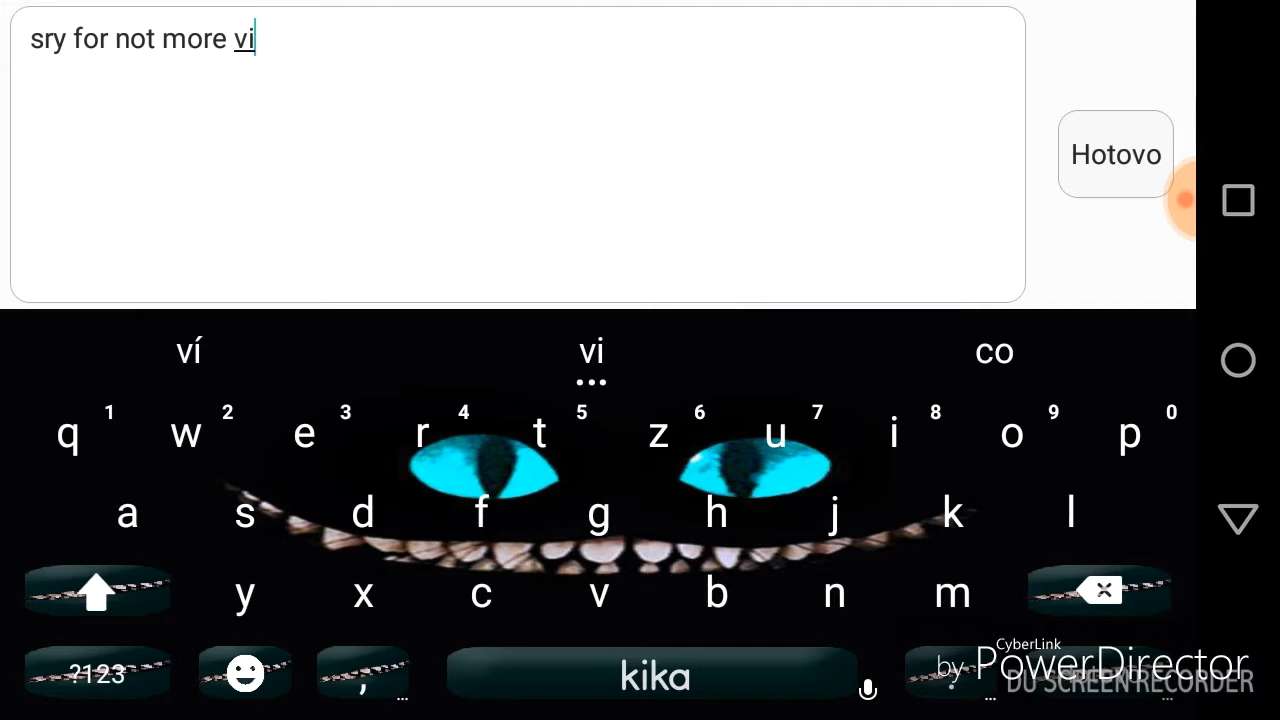 sry for not more vi
Hotovo
ví vi co
1 2 3 4 5 6 7 8 9 0
q w e r t z u i o p
a s d f g h j k l
y x c v b n m
?123 , kika .
CyberLink
by PowerDirector
DU SCREEN RECORDER